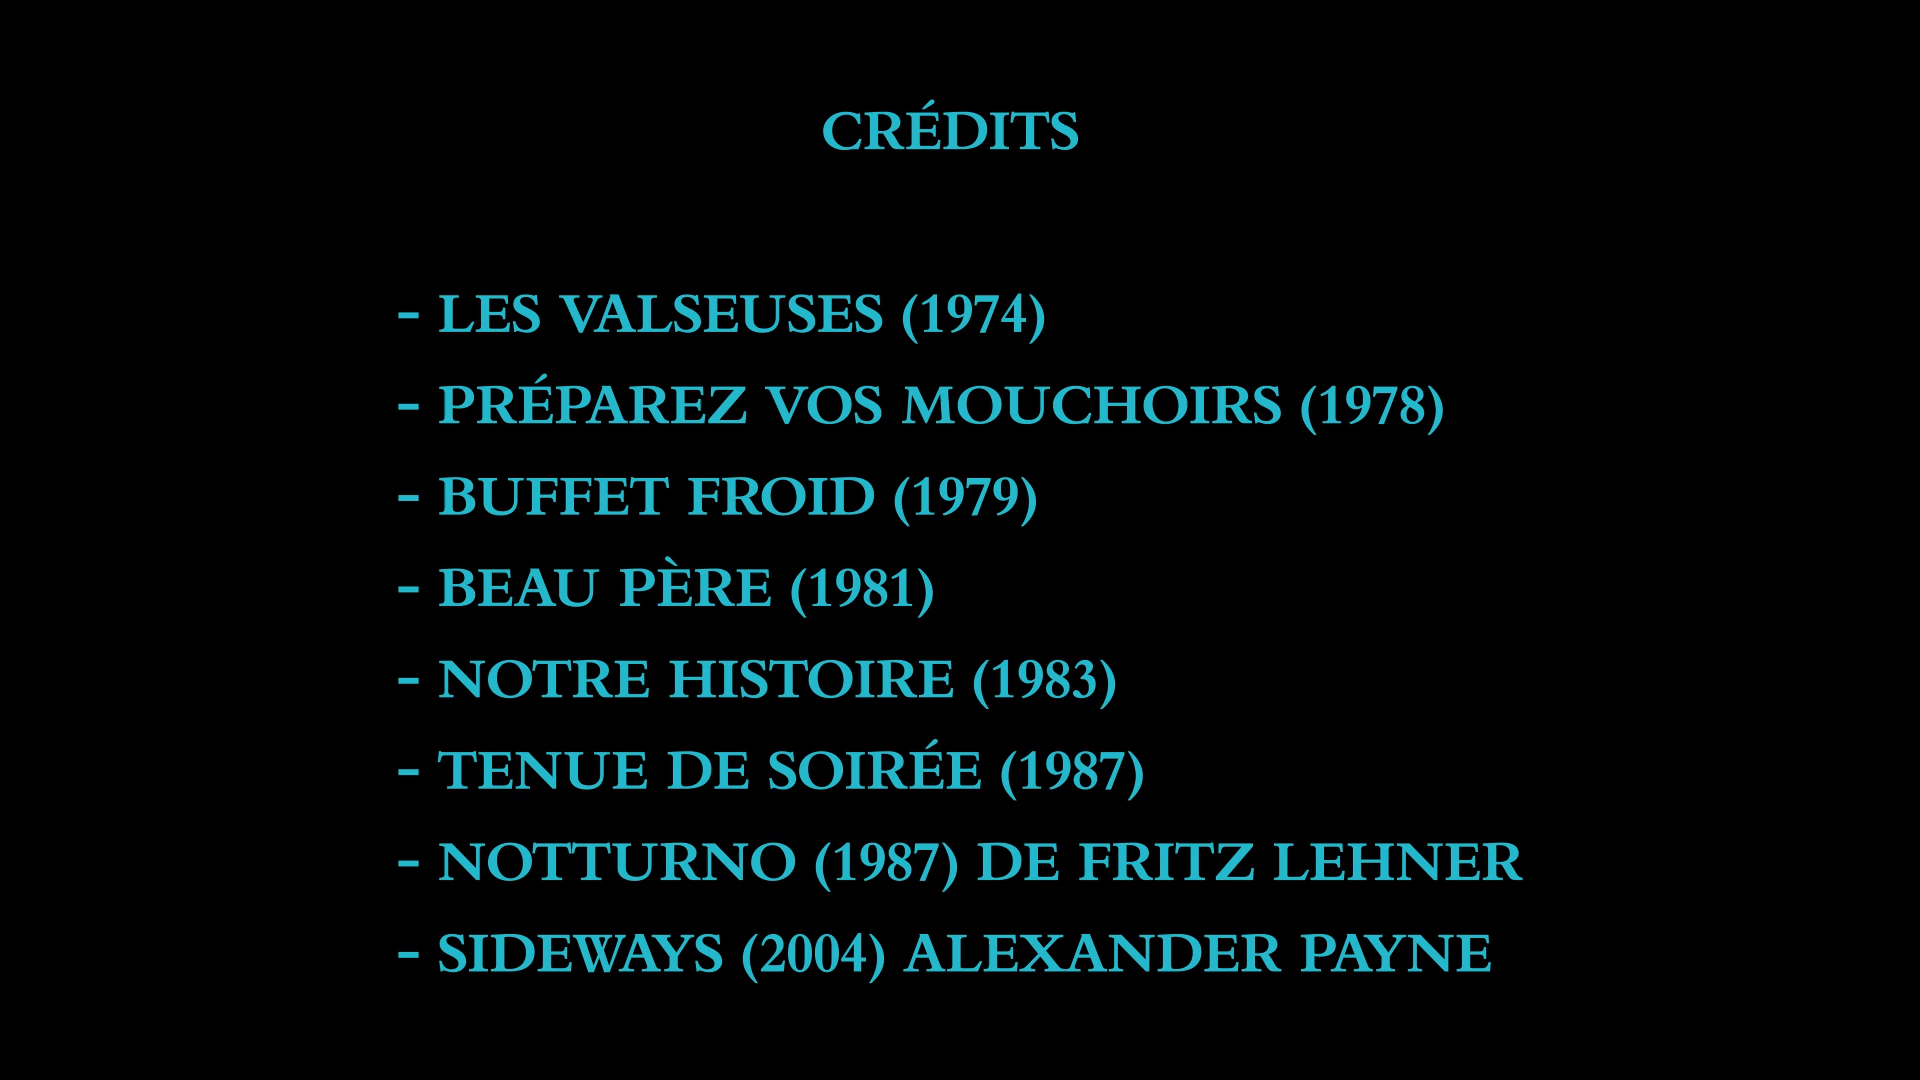 CRÉDITS
- LES VALSEUSES (1974)
- PRÉPAREZ VOS MOUCHOIRS (1978)
- BUFFET FROID (1979)
- BEAU PÈRE (1981)
- NOTRE HISTOIRE (1983)
- TENUE DE SOIRÉE (1987)
- NOTTURNO (1987) DE FRITZ LEHNER
- SIDEWAYS (2004) ALEXANDER PAYNE